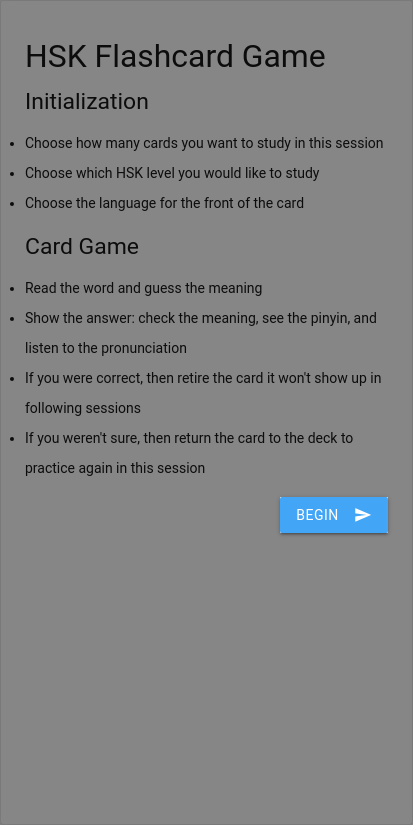 HSK Flashcard Game
Initialization
• Choose how many cards you want to study in this session
• Choose which HSK level you would like to study
• Choose the language for the front of the card
Card Game
• Read the word and guess the meaning
• Show the answer: check the meaning, see the pinyin, and
listen to the pronunciation
• If you were correct, then retire the card it won't show up in
following sessions
• If you weren't sure, then return the card to the deck to
practice again in this session
BEGIN